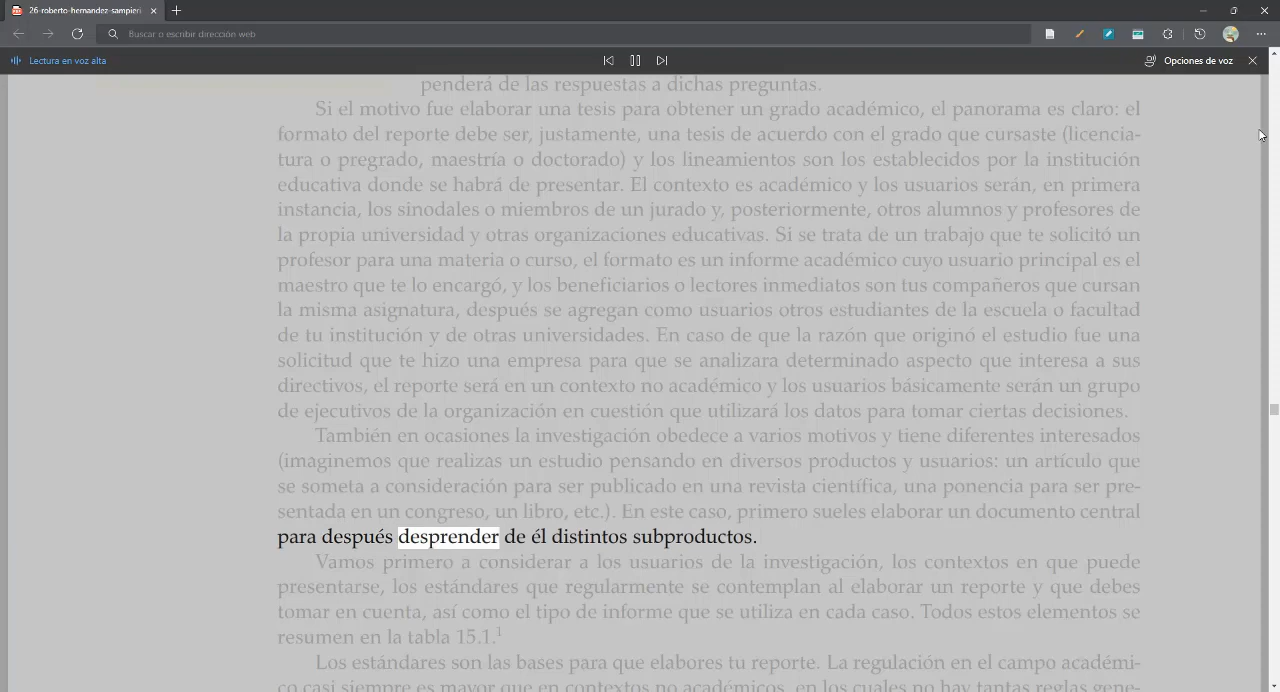 26-roberto-hernandez-sampieri
Buscar o escribir dirección web
Lectura en voz alta
Opciones de voz
penderá de las respuestas a dichas preguntas.
Si el motivo fue elaborar una tesis para obtener un grado académico, el panorama es claro: el
formato del reporte debe ser, justamente, una tesis de acuerdo con el grado que cursaste (licencia-
tura o pregrado, maestría o doctorado) y los lineamientos son los establecidos por la institución
educativa donde se habrá de presentar. El contexto es académico y los usuarios serán, en primera
instancia, los sinodales o miembros de un jurado y, posteriormente, otros alumnos y profesores de
la propia universidad y otras organizaciones educativas. Si se trata de un trabajo que te solicitó un
profesor para una materia o curso, el formato es un informe académico cuyo usuario principal es el
maestro que te lo encargó, y los beneficiarios o lectores inmediatos son tus compañeros que cursan
la misma asignatura, después se agregan como usuarios otros estudiantes de la escuela o facultad
de tu institución y de otras universidades. En caso de que la razón que originó el estudio fue una
solicitud que te hizo una empresa para que se analizara determinado aspecto que interesa a sus
directivos, el reporte será en un contexto no académico y los usuarios básicamente serán un grupo
de ejecutivos de la organización en cuestión que utilizará los datos para tomar ciertas decisiones.
También en ocasiones la investigación obedece a varios motivos y tiene diferentes interesados
(imaginemos que realizas un estudio pensando en diversos productos y usuarios: un artículo que
se someta a consideración para ser publicado en una revista científica, una ponencia para ser pre-
sentada en un congreso, un libro, etc.). En este caso, primero sueles elaborar un documento central
para después desprender de él distintos subproductos.
Vamos primero a considerar a los usuarios de la investigación, los contextos en que puede
presentarse, los estándares que regularmente se contemplan al elaborar un reporte y que debes
tomar en cuenta, así como el tipo de informe que se utiliza en cada caso. Todos estos elementos se
resumen en la tabla 15.1.¹
Los estándares son las bases para que elabores tu reporte. La regulación en el campo académi-
co casi siempre es mayor que en contextos no académicos, en los cuales no hay tantas reglas gene-